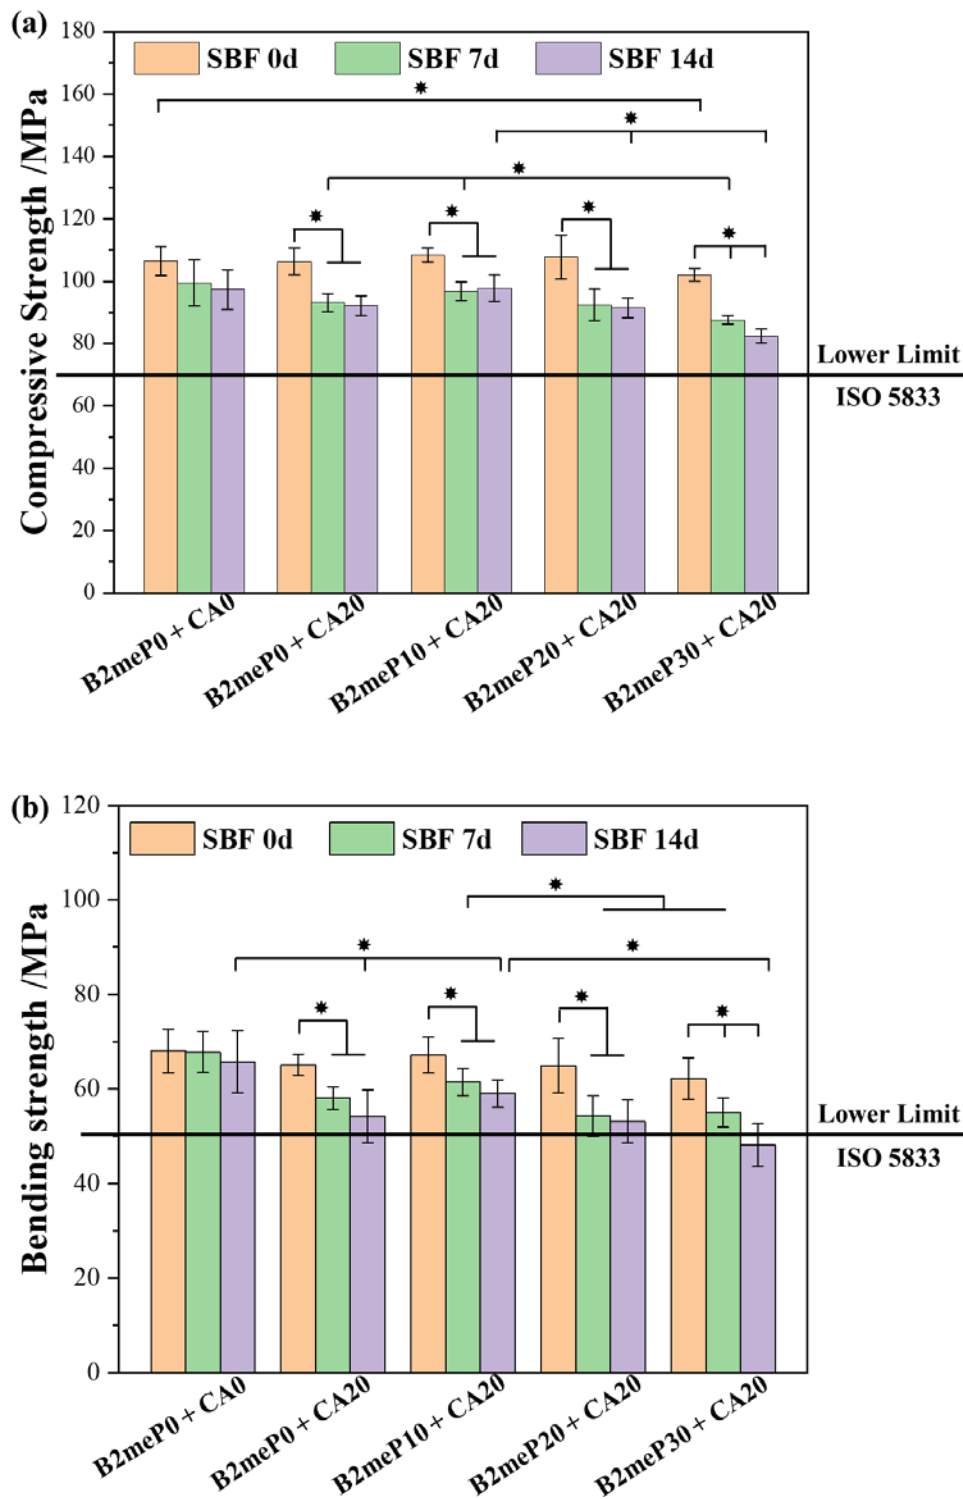 (a)
180
160
140
120
100
80
60
40
20
0
Compressive Strength /MPa
SBF 0d SBF 7d SBF 14d
Lower Limit
ISO 5833
B2meP0 + CA0
B2meP0 + CA20
B2meP10 + CA20
B2meP20 + CA20
B2meP30 + CA20
(b)
120
100
80
60
40
20
0
Bending strength /MPa
SBF 0d SBF 7d SBF 14d
Lower Limit
ISO 5833
B2meP0 + CA0
B2meP0 + CA20
B2meP10 + CA20
B2meP20 + CA20
B2meP30 + CA20